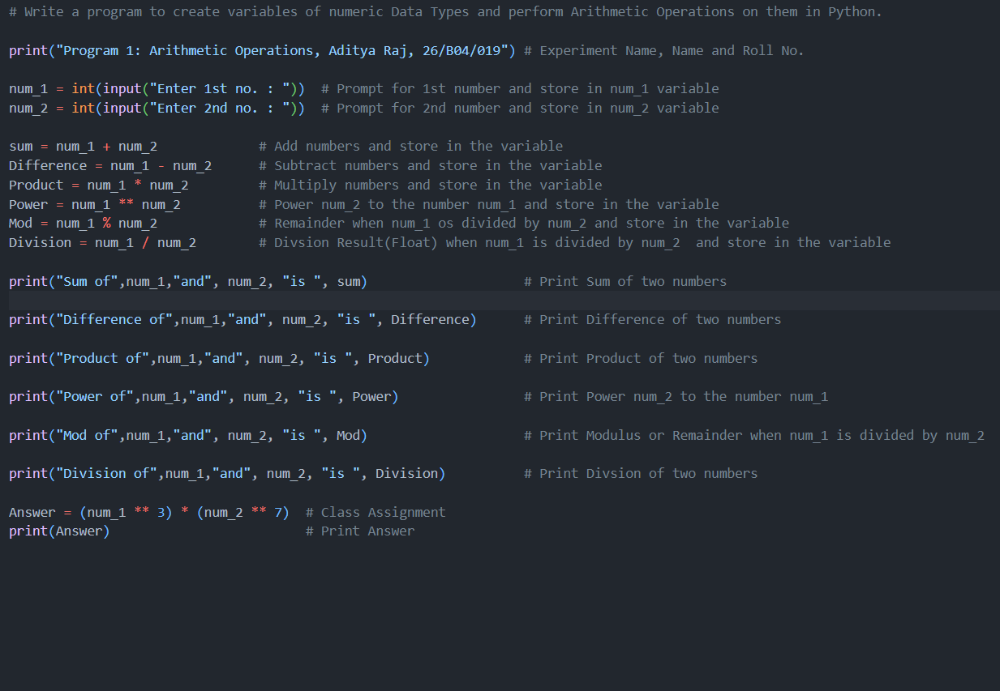 # Write a program to create variables of numeric Data Types and perform Arithmetic Operations on them in Python.
print("Program 1: Arithmetic Operations, Aditya Raj, 26/B04/019") # Experiment Name, Name and Roll No.
num_1 = int(input("Enter 1st no. : "))  # Prompt for 1st number and store in num_1 variable
num_2 = int(input("Enter 2nd no. : "))  # Prompt for 2nd number and store in num_2 variable
sum = num_1 + num_2             # Add numbers and store in the variable
Difference = num_1 - num_2      # Subtract numbers and store in the variable
Product = num_1 * num_2         # Multiply numbers and store in the variable
Power = num_1 ** num_2          # Power num_2 to the number num_1 and store in the variable
Mod = num_1 % num_2             # Remainder when num_1 os divided by num_2 and store in the variable
Division = num_1 / num_2        # Divsion Result(Float) when num_1 is divided by num_2  and store in the variable
print("Sum of",num_1,"and", num_2, "is ", sum)                    # Print Sum of two numbers
print("Difference of",num_1,"and", num_2, "is ", Difference)      # Print Difference of two numbers
print("Product of",num_1,"and", num_2, "is ", Product)            # Print Product of two numbers
print("Power of",num_1,"and", num_2, "is ", Power)                # Print Power num_2 to the number num_1
print("Mod of",num_1,"and", num_2, "is ", Mod)                    # Print Modulus or Remainder when num_1 is divided by num_2
print("Division of",num_1,"and", num_2, "is ", Division)          # Print Divsion of two numbers
Answer = (num_1 ** 3) * (num_2 ** 7)  # Class Assignment
print(Answer)                         # Print Answer